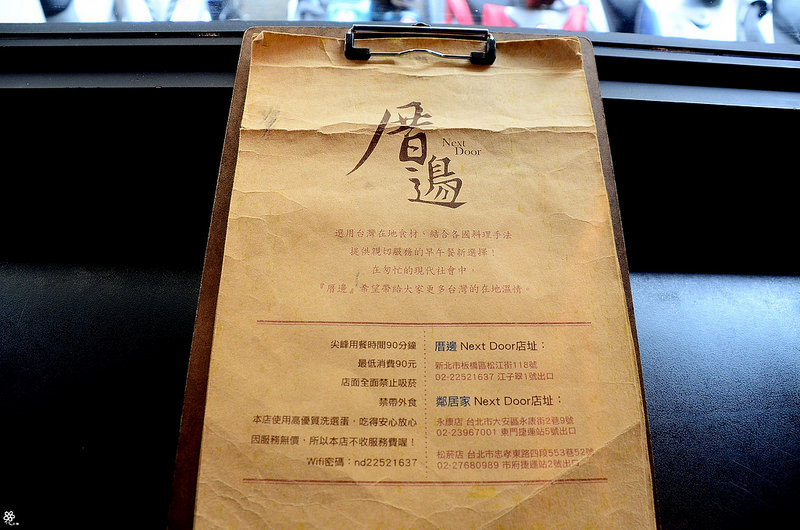 厝邊
Next
Door
選用台灣在地食材，結合各國料理手法
提供親切服務的早午餐新選擇！
在匆忙的現代社會中，
『厝邊』希望帶給大家更多台灣的在地溫情。
尖峰用餐時間90分鐘
最低消費90元
店面全面禁止吸菸
禁帶外食
本店使用高優質洗選蛋，吃得安心放心
因服務無價，所以本店不收服務費喔！
Wifi密碼：nd22521637
厝邊 Next Door店址：
新北市板橋區松江街118號
02-22521637 江子翠1號出口
鄰居家 Next Door店址：
永康店 台北市大安區永康街2巷9號
02-23967001 東門捷運站5號出口
松菸店 台北市忠孝東路四段553巷52號
02-27680989 市府捷運站2號出口